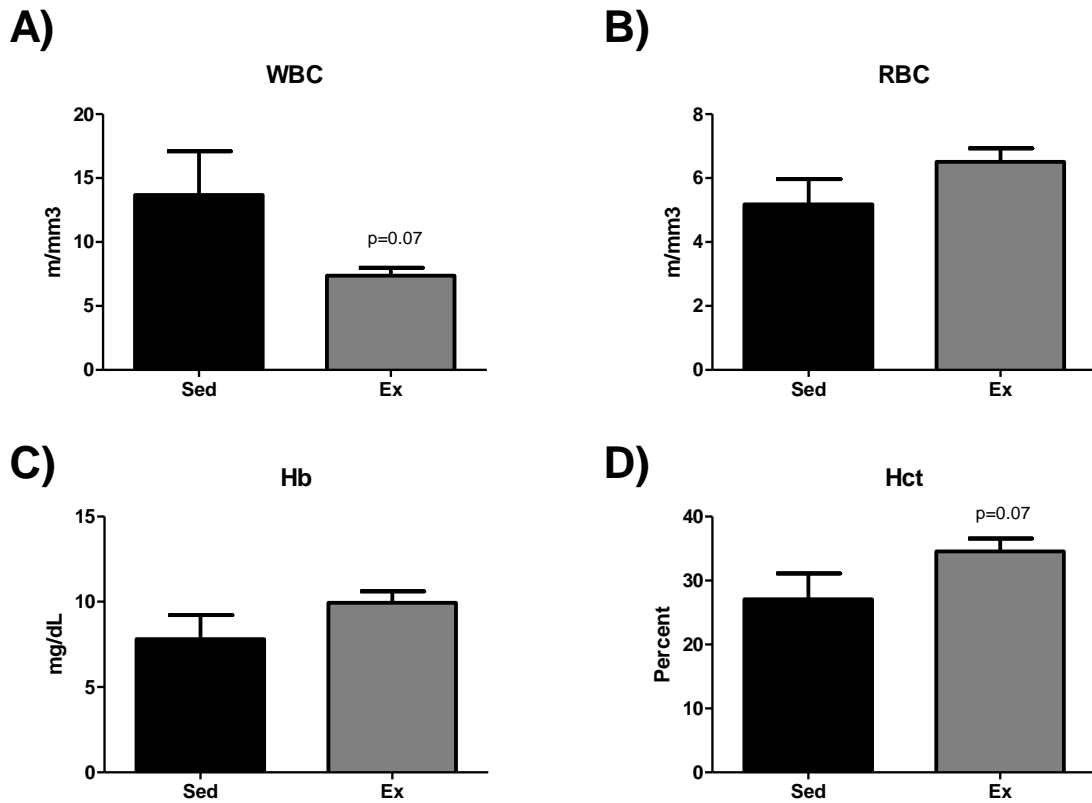 A)
WBC
20
15
10
5
0
m/mm3
p=0.07
Sed
Ex
B)
RBC
8
6
4
2
0
m/mm3
Sed
Ex
C)
Hb
15
10
5
0
mg/dL
Sed
Ex
D)
Hct
40
30
20
10
0
Percent
p=0.07
Sed
Ex